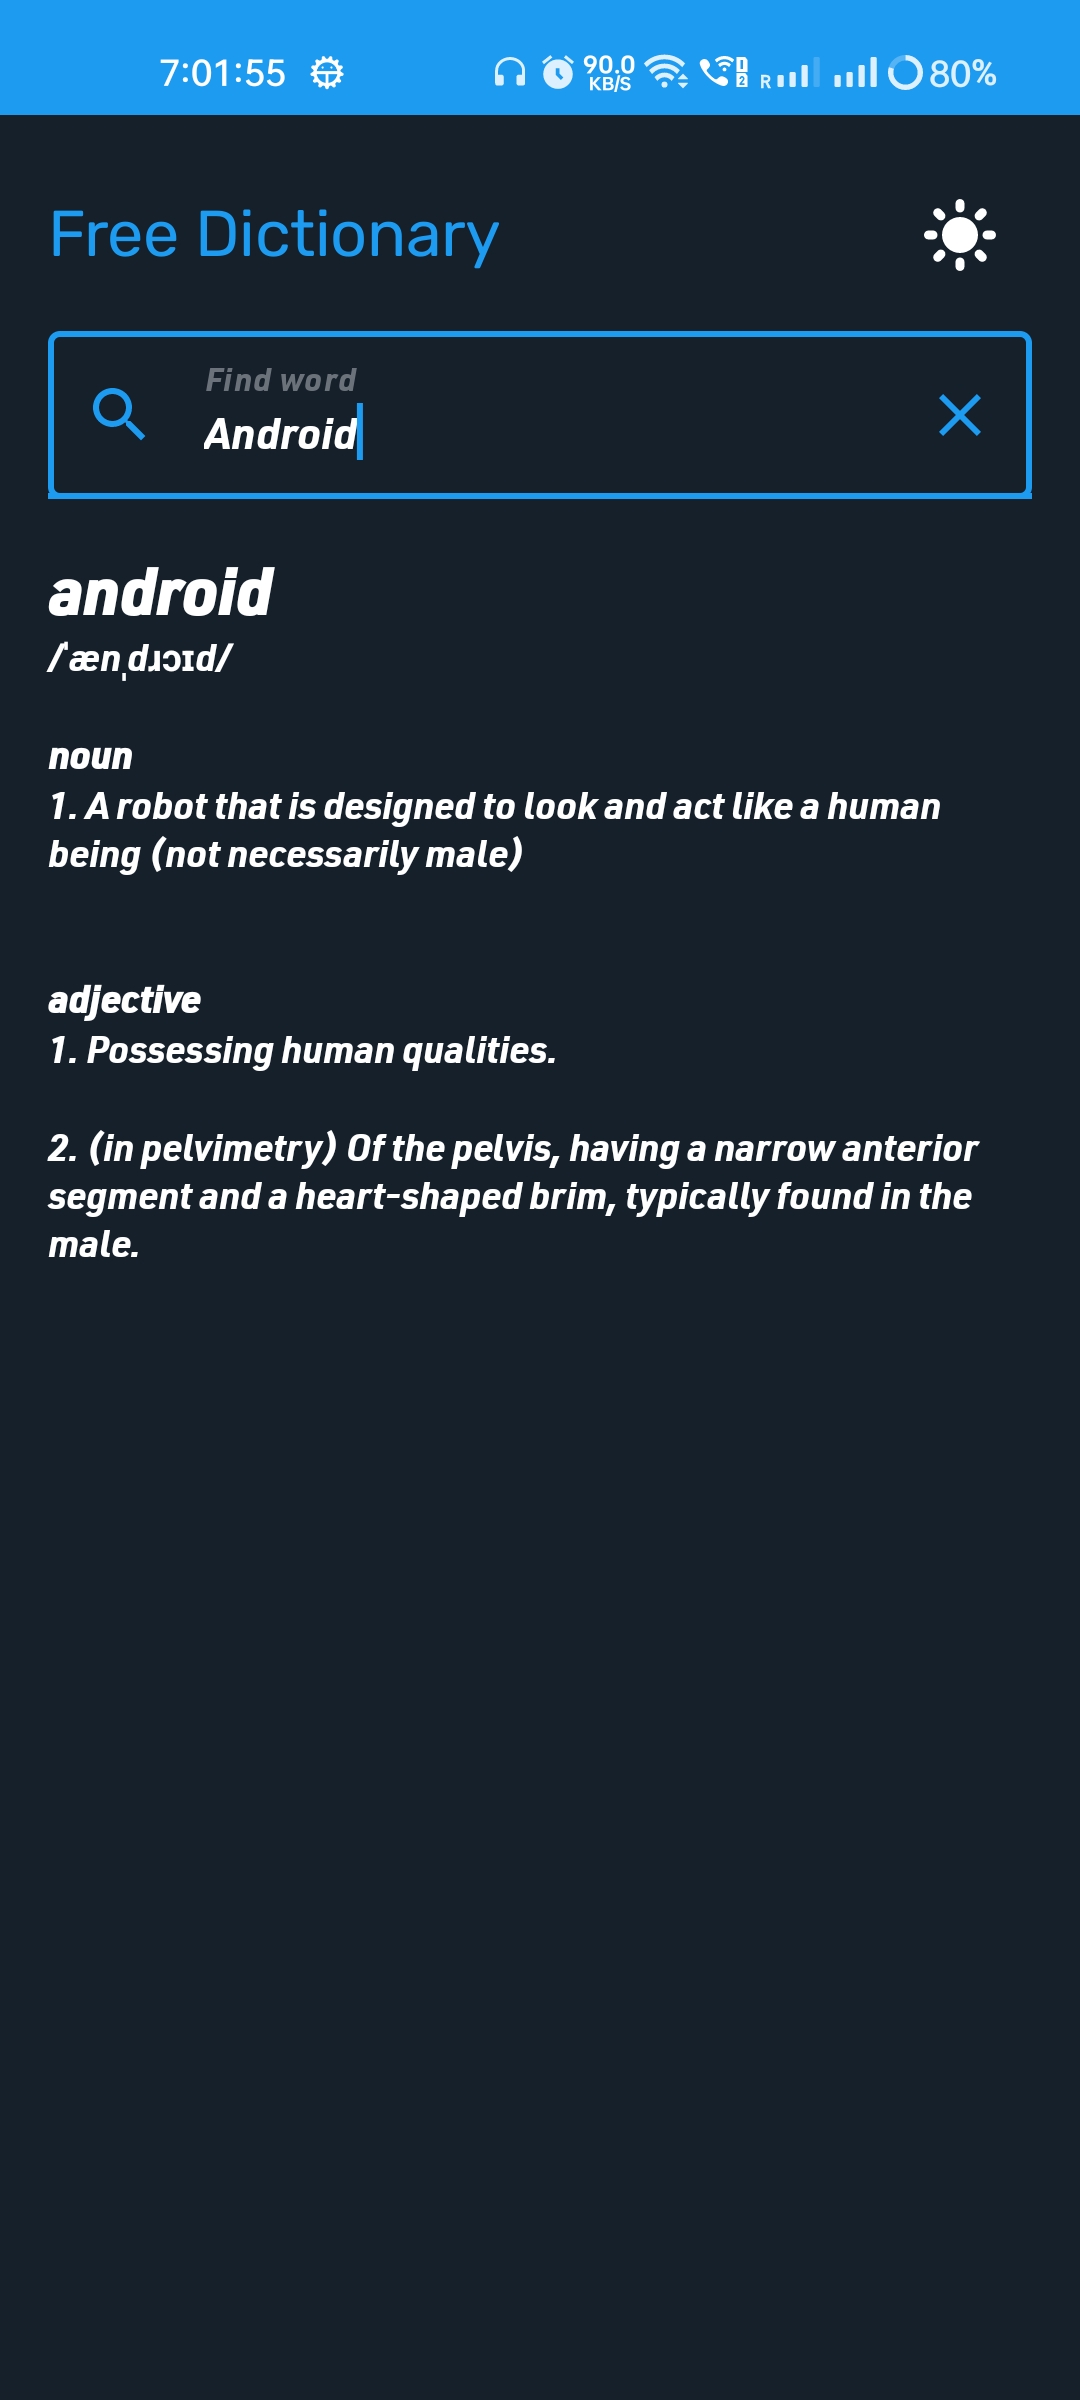 7:01:55 90.0 KB/S 1 2 R 80%
Free Dictionary
Find word
Android
android
/ˈænˌdɹɔɪd/
noun
1. A robot that is designed to look and act like a human
being (not necessarily male)
adjective
1. Possessing human qualities.
2. (in pelvimetry) Of the pelvis, having a narrow anterior
segment and a heart-shaped brim, typically found in the
male.